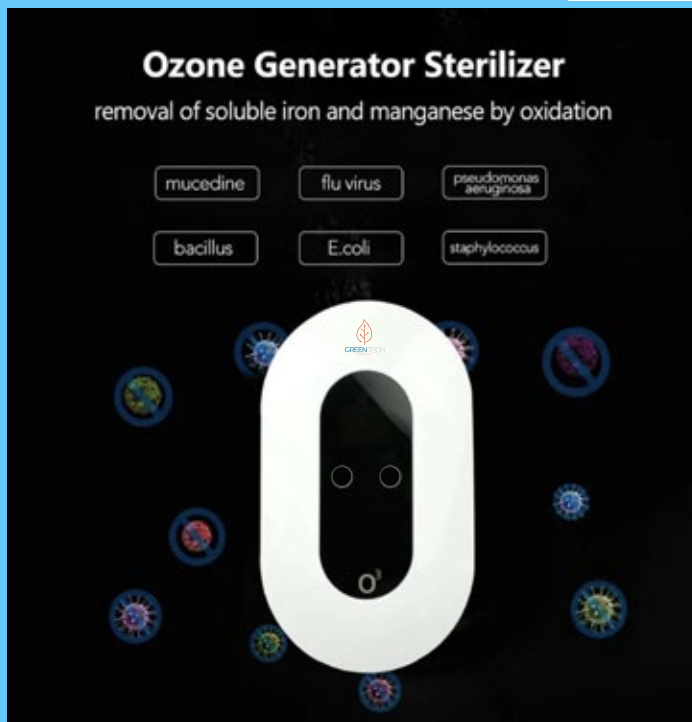 Ozone Generator Sterilizer
removal of soluble iron and manganese by oxidation
mucedine
flu virus
pseudomonas
aeruginosa
bacillus
E.coli
staphylococcus
GREENTECH
O³